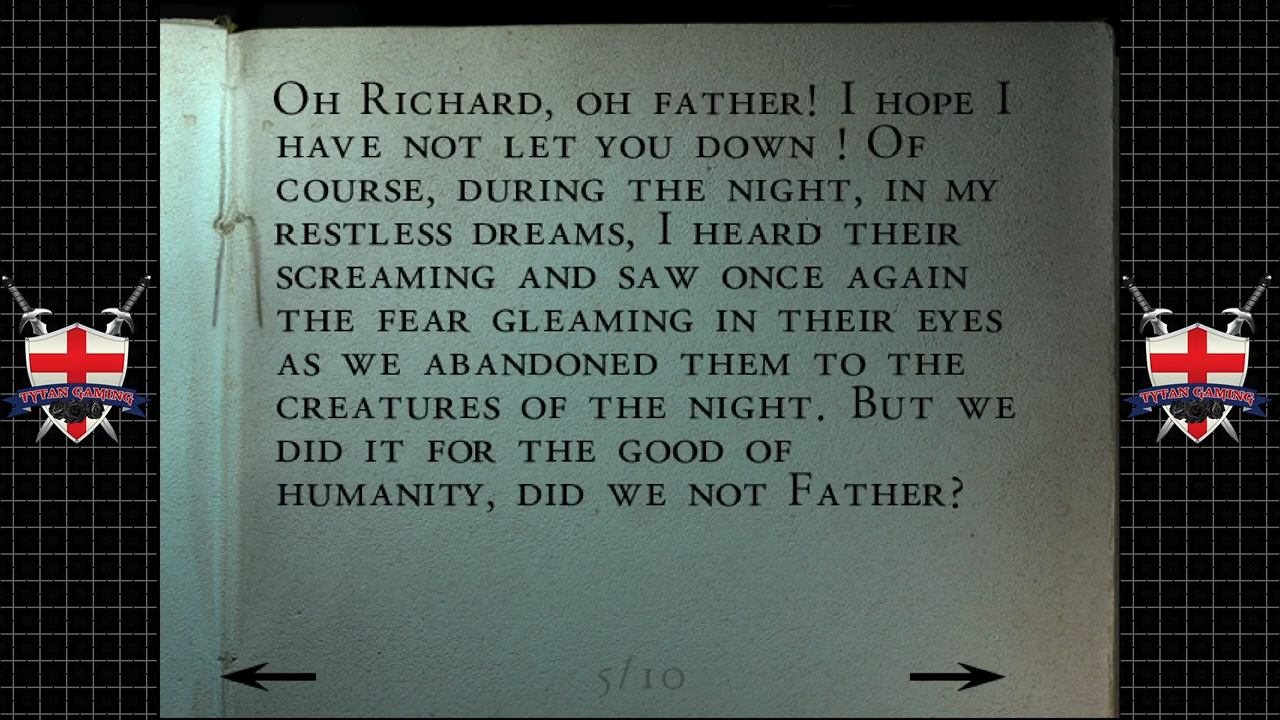 Oh Richard, oh father! I hope I
have not let you down ! Of
course, during the night, in my
restless dreams, I heard their
screaming and saw once again
the fear gleaming in their eyes
as we abandoned them to the
creatures of the night. But we
did it for the good of
humanity, did we not Father?
5/10
TYTAN GAMING
TYTAN GAMING